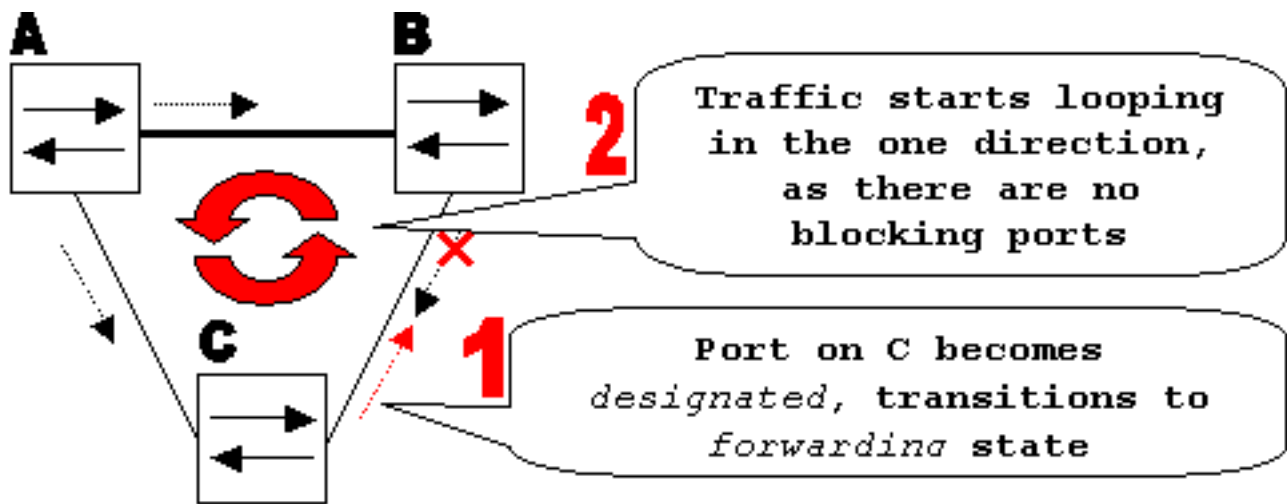 A
B
2
Traffic starts looping
in the one direction,
as there are no
blocking ports
C
1
Port on C becomes
designated, transitions to
forwarding state